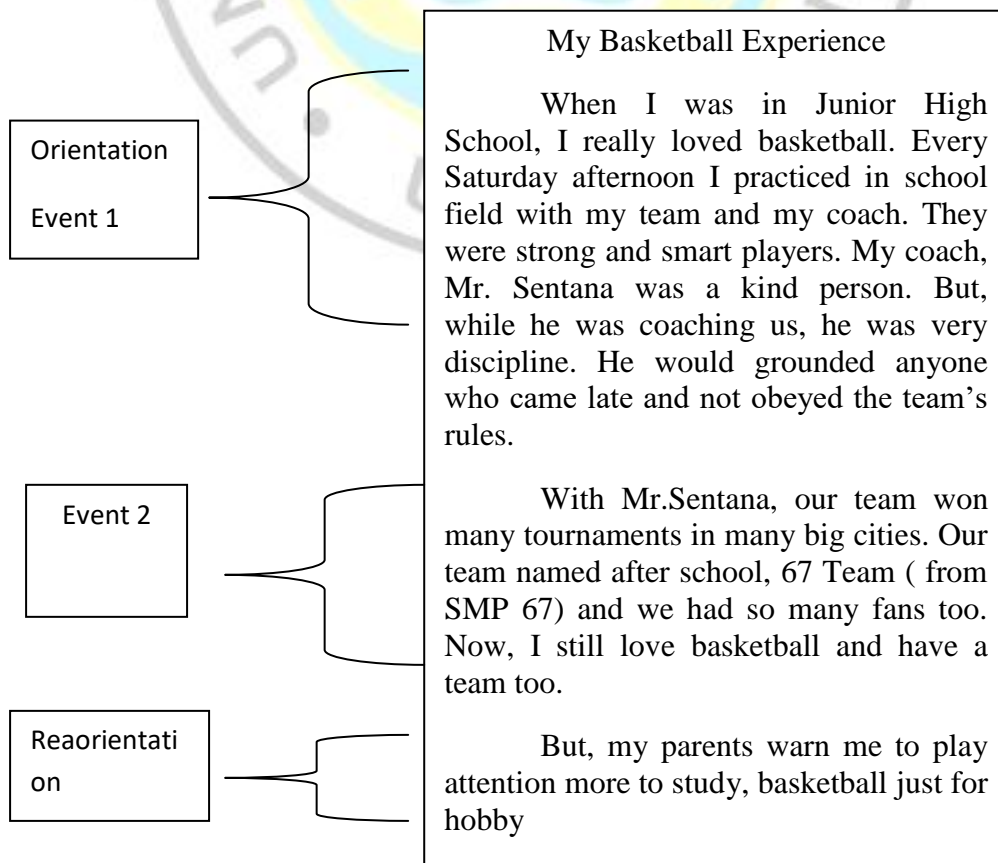 My Basketball Experience
Orientation
Event 1
When I was in Junior High
School, I really loved basketball. Every
Saturday afternoon I practiced in school
field with my team and my coach. They
were strong and smart players. My coach,
Mr. Sentana was a kind person. But,
while he was coaching us, he was very
discipline. He would grounded anyone
who came late and not obeyed the team’s
rules.
Event 2
With Mr.Sentana, our team won
many tournaments in many big cities. Our
team named after school, 67 Team ( from
SMP 67) and we had so many fans too.
Now, I still love basketball and have a
team too.
Reaorientati
on
But, my parents warn me to play
attention more to study, basketball just for
hobby